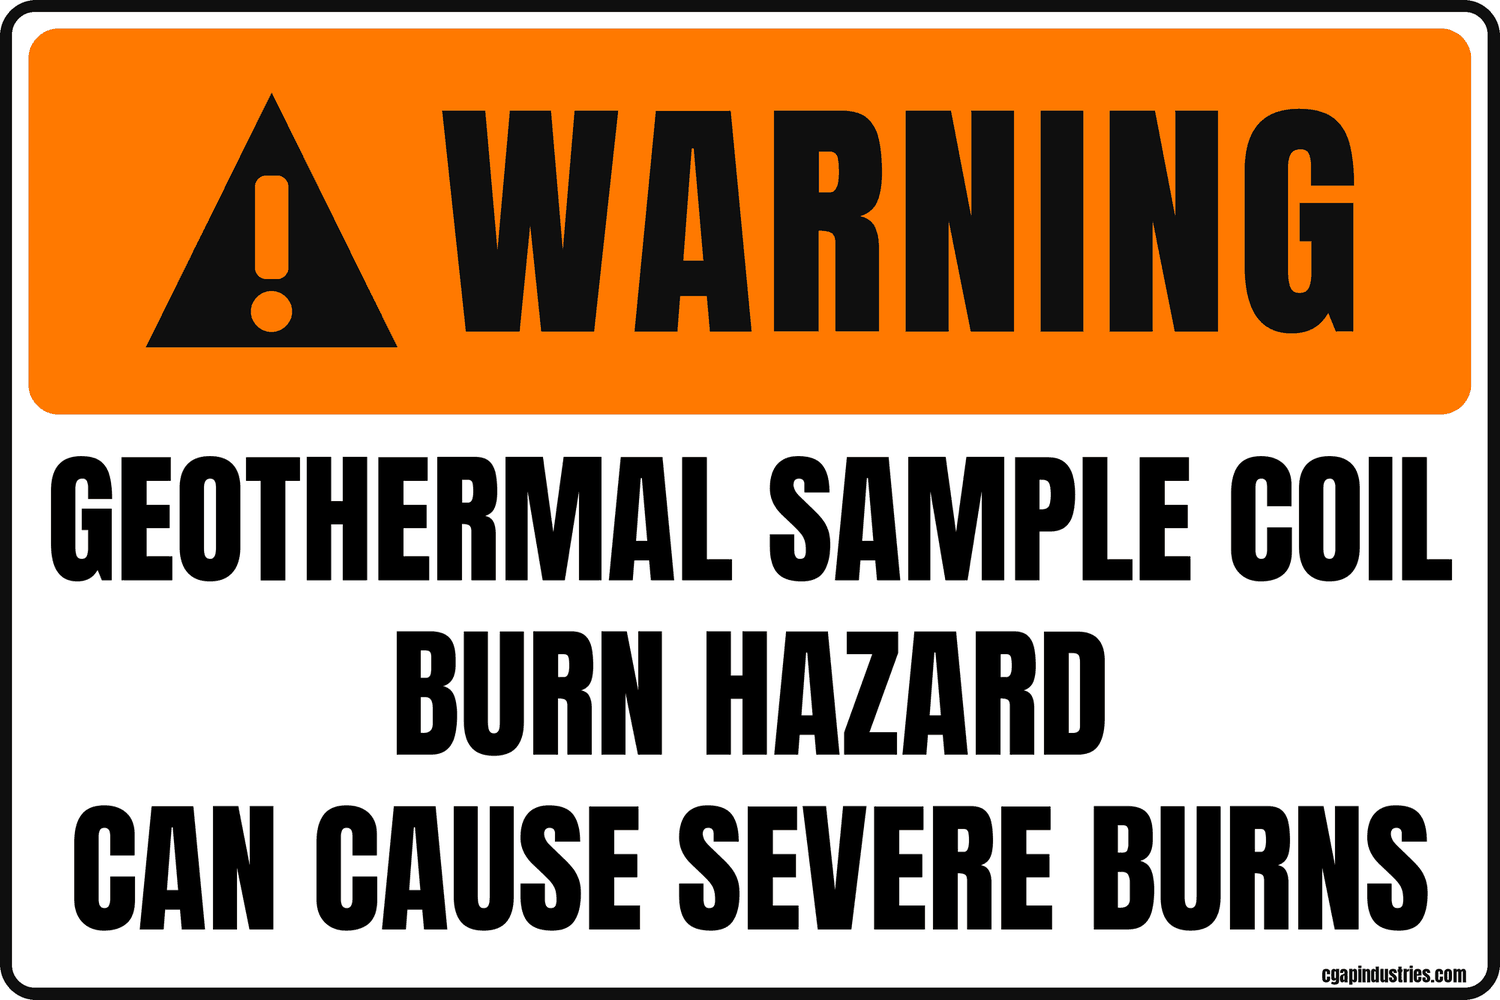 WARNING
GEOTHERMAL SAMPLE COIL
BURN HAZARD
CAN CAUSE SEVERE BURNS
cgapindustries.com